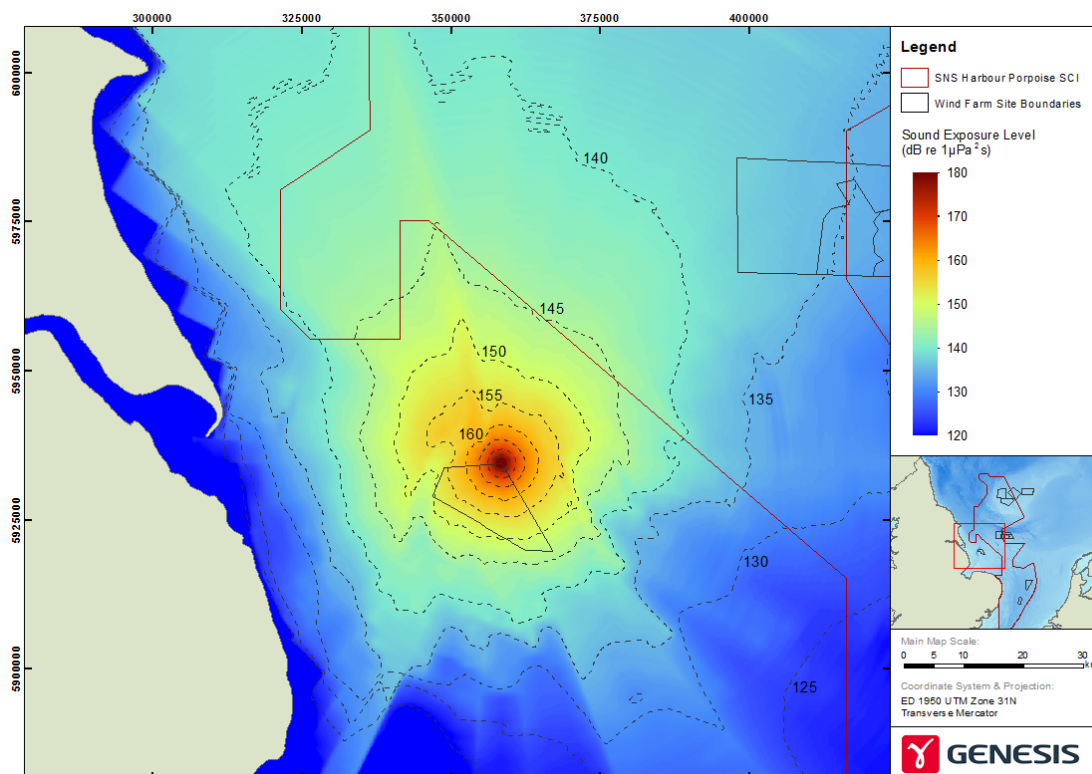 300000
325000
350000
375000
400000
6000000
5975000
5950000
5925000
5900000
140
145
150
155
160
135
130
125
Legend
SNS Harbour Porpoise SCI
Wind Farm Site Boundaries
Sound Exposure Level
(dB re 1µPa²s)
180
170
160
150
140
130
120
Main Map Scale:
0 5 10 20 30
km
Coordinate System & Projection:
ED 1950 UTM Zone 31N
Transverse Mercator
GENESIS